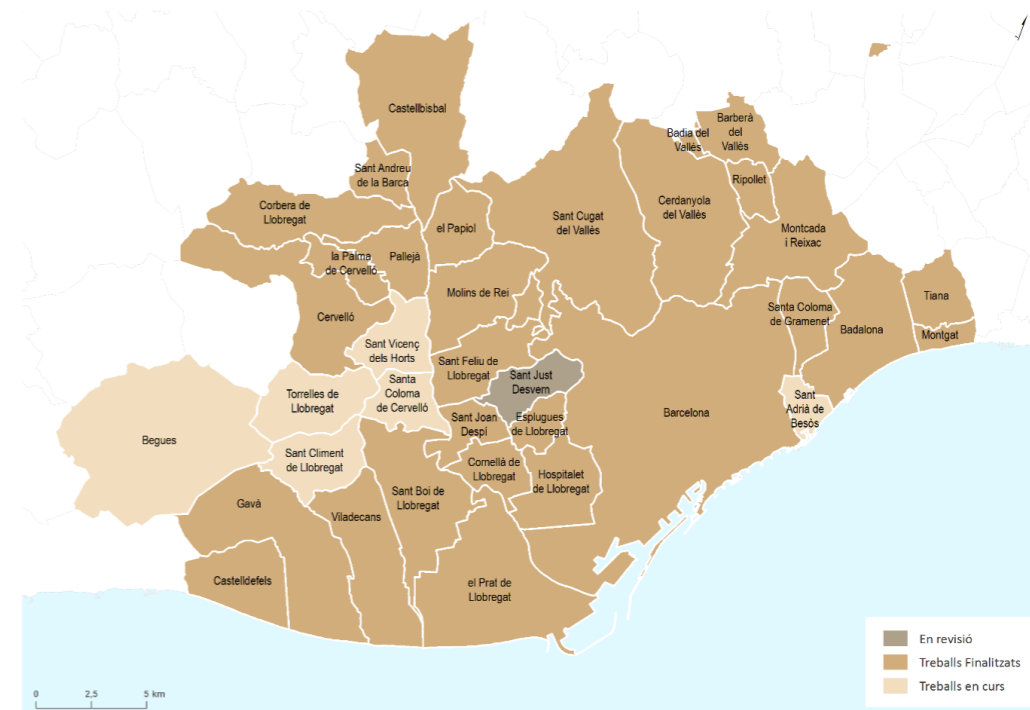 Castellbisbal
Badia del
Vallès
Barberà
del
Vallès
Sant Andreu
de la Barca
Ripollet
Corbera de
Llobregat
Sant Cugat
del Vallès
Cerdanyola
del Vallès
el Papiol
Montcada
i Reixac
la Palma
de Cervelló
Pallejà
Molins de Rei
Tiana
Santa Coloma
de Gramenet
Cervelló
Badalona
Montgat
Sant Vicenç
dels Horts
Sant Feliu de
Llobregat
Sant Just
Desvern
Santa
Coloma
de Cervelló
Torrelles de
Llobregat
Sant
Adrià de
Besòs
Barcelona
Sant Joan
Despí
Esplugues
de Llobregat
Begues
Sant Climent
de Llobregat
Cornellà de
Llobregat
Hospitalet
de Llobregat
Sant Boi de
Llobregat
Gavà
Viladecans
Castelldefels
el Prat de
Llobregat
En revisió
Treballs Finalitzats
Treballs en curs
0 2,5 5 km